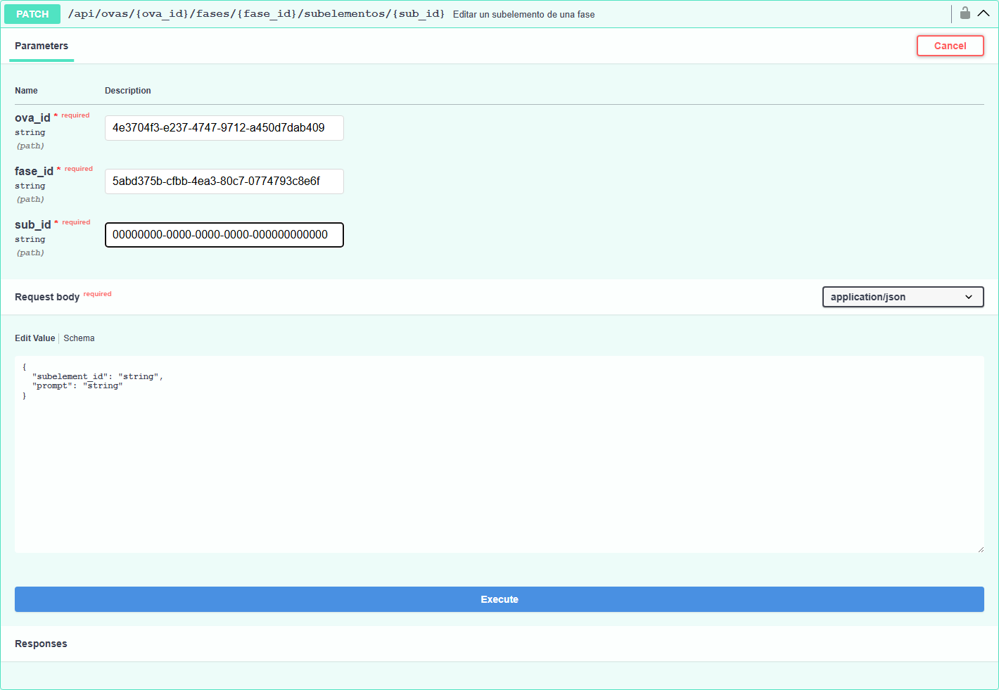 PATCH /api/ovas/{ova_id}/fases/{fase_id}/subelementos/{sub_id} Editar un subelemento de una fase
Parameters
Cancel
Name Description
ova_id * required
string
(path)
4e3704f3-e237-4747-9712-a450d7dab409
fase_id * required
string
(path)
5abd375b-cfbb-4ea3-80c7-0774793c8e6f
sub_id * required
string
(path)
00000000-0000-0000-0000-000000000000
Request body required
application/json
Edit Value Schema
{
"subelement_id": "string",
"prompt": "string"
}
Execute
Responses